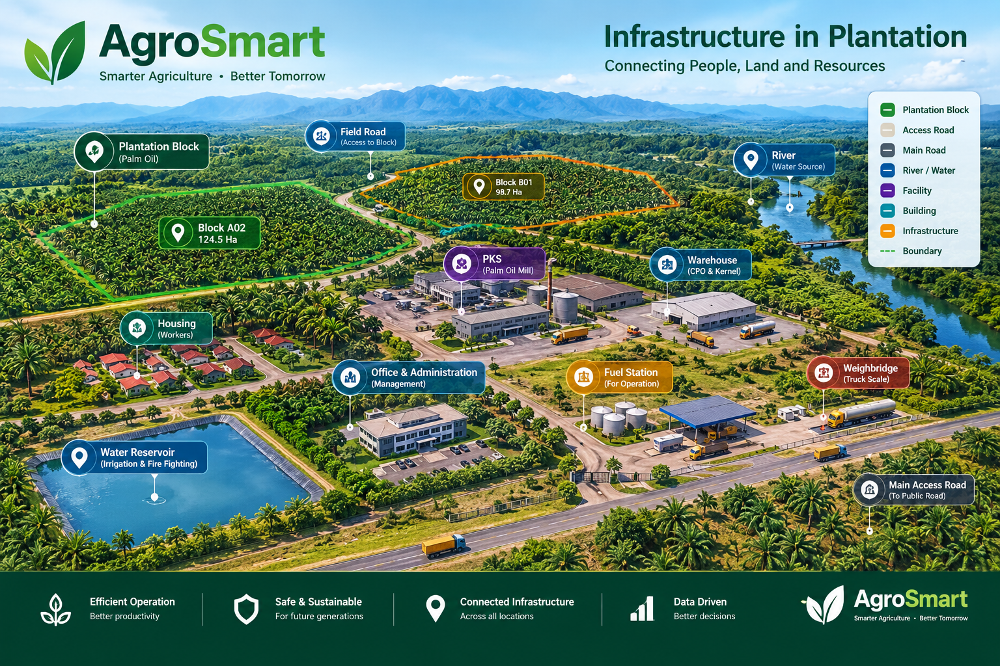 AgroSmart
Smarter Agriculture • Better Tomorrow
Infrastructure in Plantation
Connecting People, Land and Resources
Plantation Block
Access Road
Main Road
River / Water
Facility
Building
Infrastructure
Boundary
Plantation Block
(Palm Oil)
Field Road
(Access to Block)
River
(Water Source)
Block B01
98.7 Ha
Block A02
124.5 Ha
PKS
(Palm Oil Mill)
Warehouse
(CPO & Kernel)
Housing
(Workers)
Office & Administration
(Management)
Fuel Station
(For Operation)
Weighbridge
(Truck Scale)
Water Reservoir
(Irrigation & Fire Fighting)
Main Access Road
(To Public Road)
Efficient Operation
Better productivity
Safe & Sustainable
For future generations
Connected Infrastructure
Across all locations
Data Driven
Better decisions
AgroSmart
Smarter Agriculture • Better Tomorrow